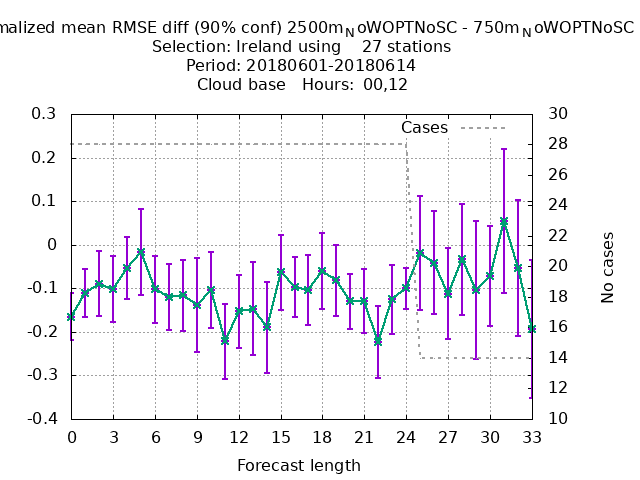 malized mean RMSE diff (90% conf) 2500mNoWOPTNoSC - 750mNoWOPTNoSC
Selection: Ireland using 27 stations
Period: 20180601-20180614
Cloud base Hours: 00,12
Cases
0.3
0.2
0.1
0
-0.1
-0.2
-0.3
-0.4
30
28
26
24
22
20
18
16
14
12
10
No cases
0 3 6 9 12 15 18 21 24 27 30 33
Forecast length